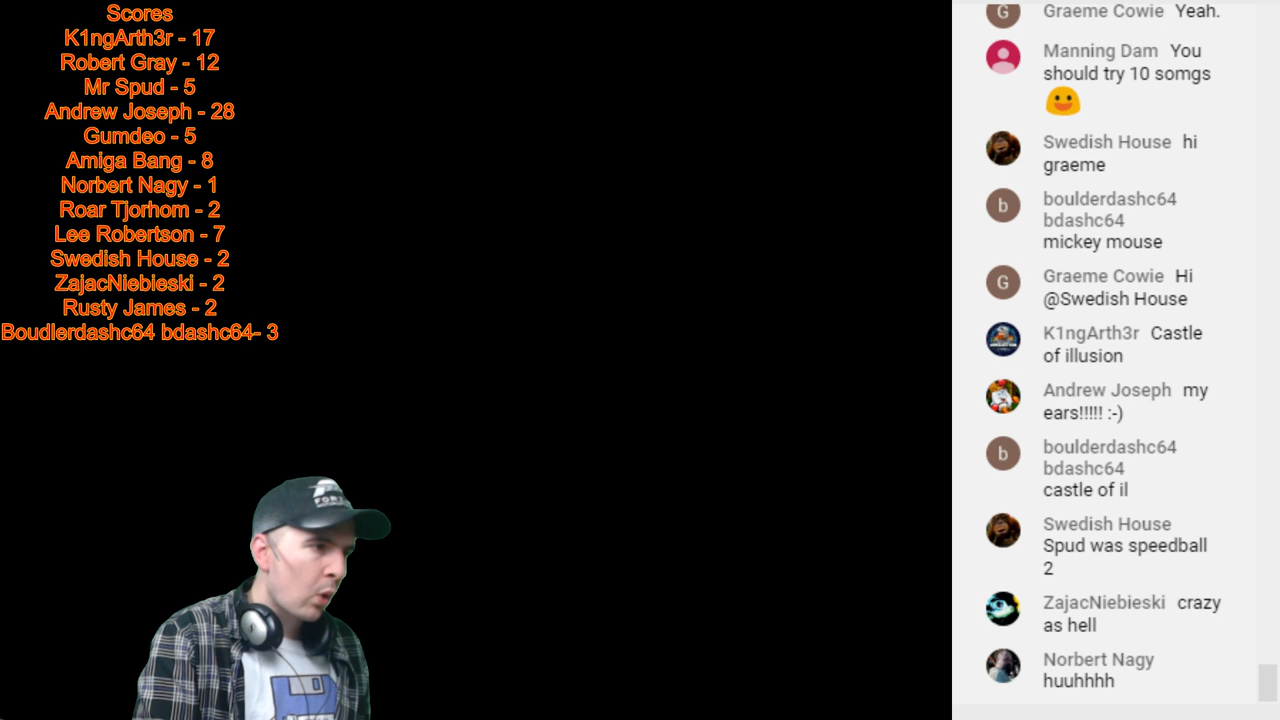 Scores
K1ngArth3r - 17
Robert Gray - 12
Mr Spud - 5
Andrew Joseph - 28
Gumdeo - 5
Amiga Bang - 8
Norbert Nagy - 1
Roar Tjorhom - 2
Lee Robertson - 7
Swedish House - 2
ZajacNiebieski - 2
Rusty James - 2
Boudlerdashc64 bdashc64- 3
G Graeme Cowie Yeah.
Manning Dam You
should try 10 somgs
Swedish House hi
graeme
b boulderdashc64
bdashc64
mickey mouse
G Graeme Cowie Hi
@Swedish House
K1ngArth3r Castle
of illusion
Andrew Joseph my
ears!!!!! :-)
b boulderdashc64
bdashc64
castle of il
Swedish House
Spud was speedball
2
ZajacNiebieski crazy
as hell
Norbert Nagy
huuhhhh